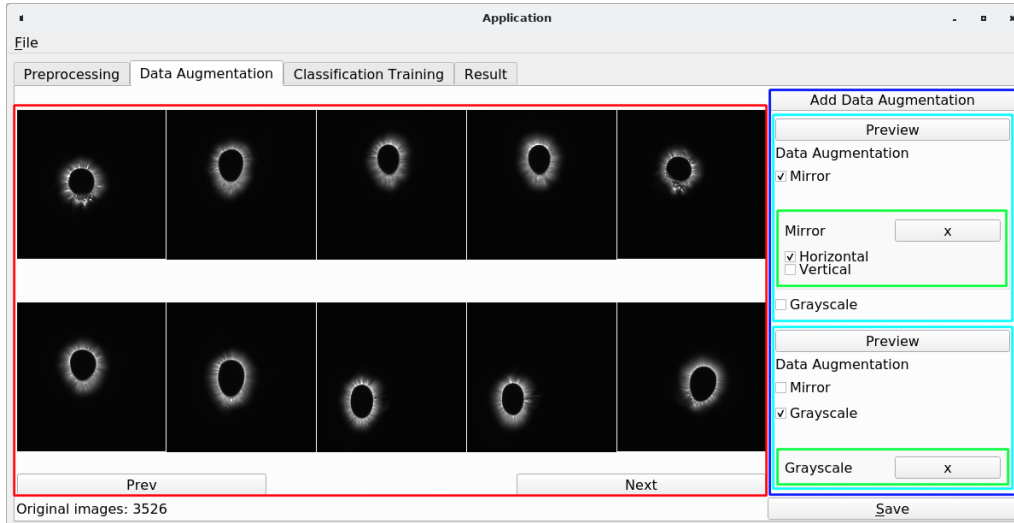 Application
File
Preprocessing Data Augmentation Classification Training Result
Add Data Augmentation
Preview
Data Augmentation
Mirror
Mirror x
Horizontal
Vertical
Grayscale
Preview
Data Augmentation
Mirror
Grayscale
Grayscale x
Prev Next
Original images: 3526
Save